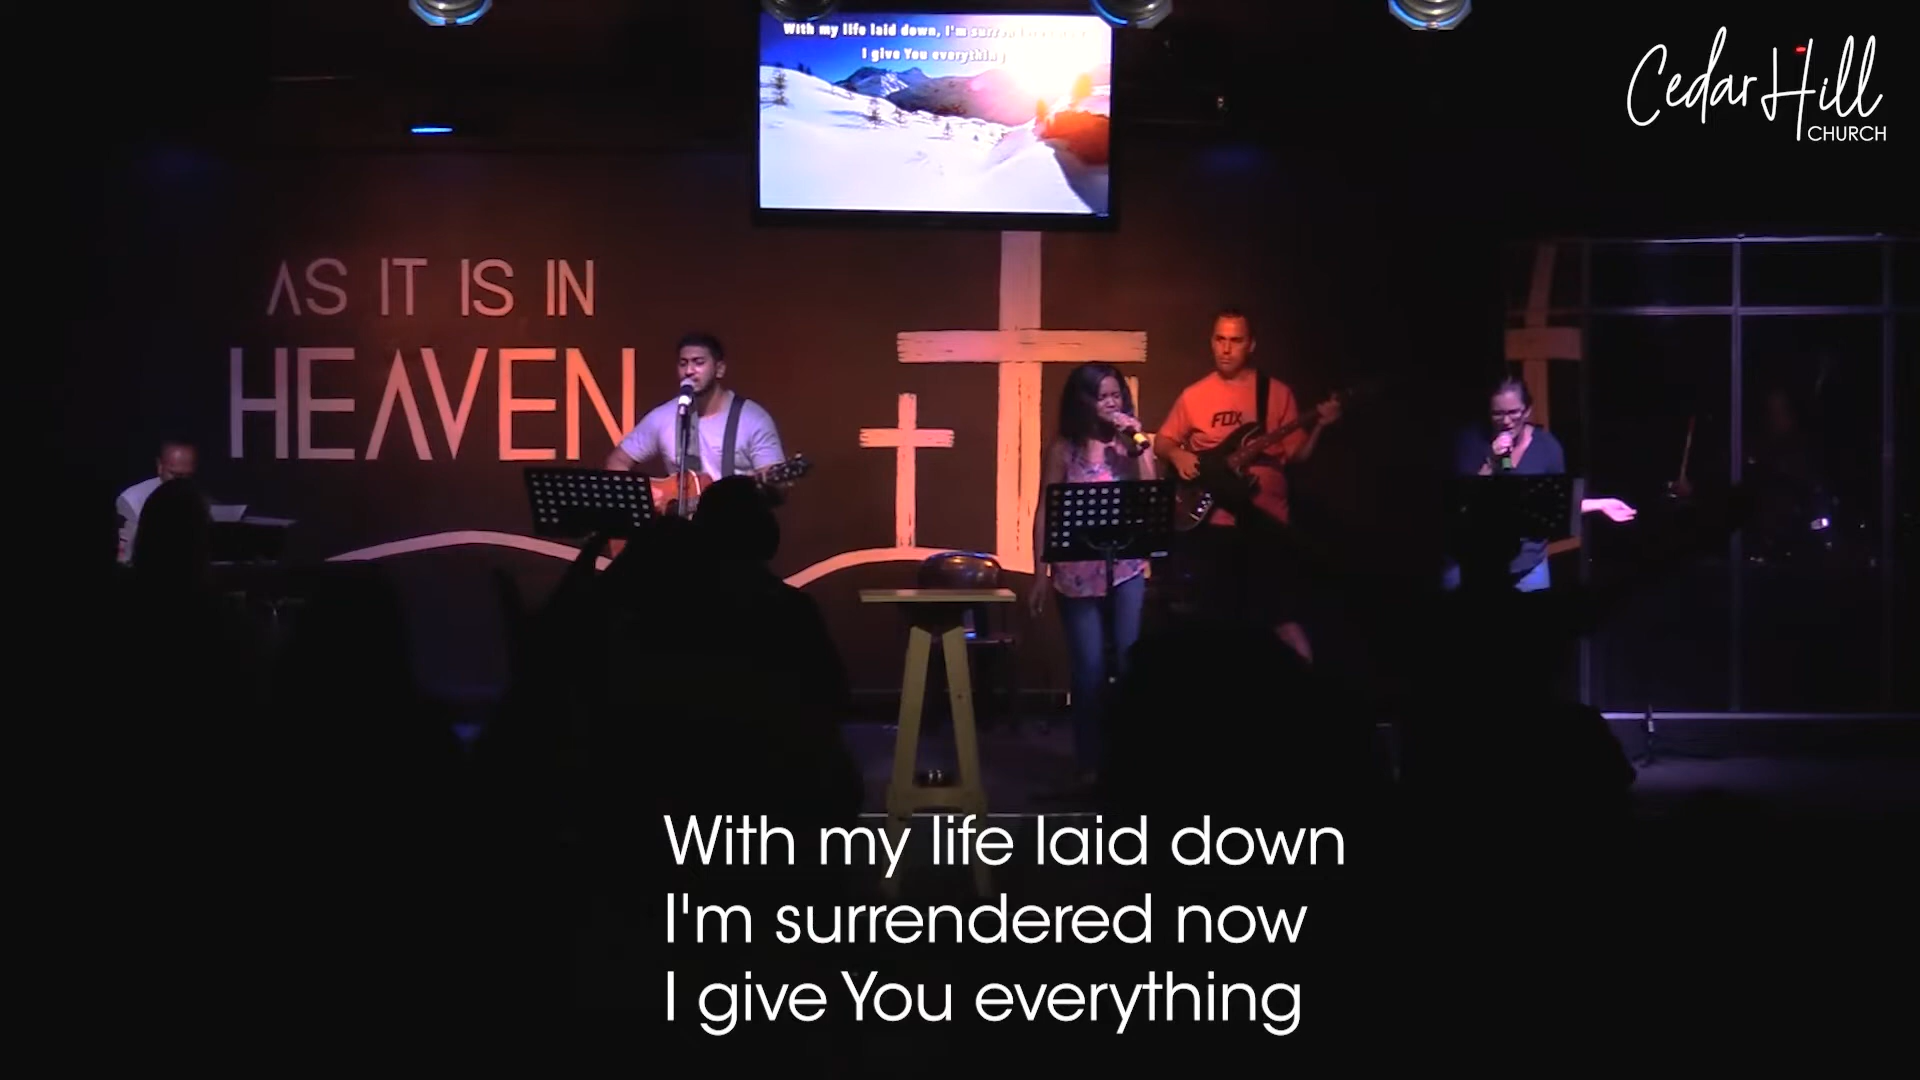 With my life laid down, I'm
I give You everything
Cedar Hill
CHURCH
AS IT IS IN
HEAVEN
FOX
With my life laid down
I'm surrendered now
I give You everything